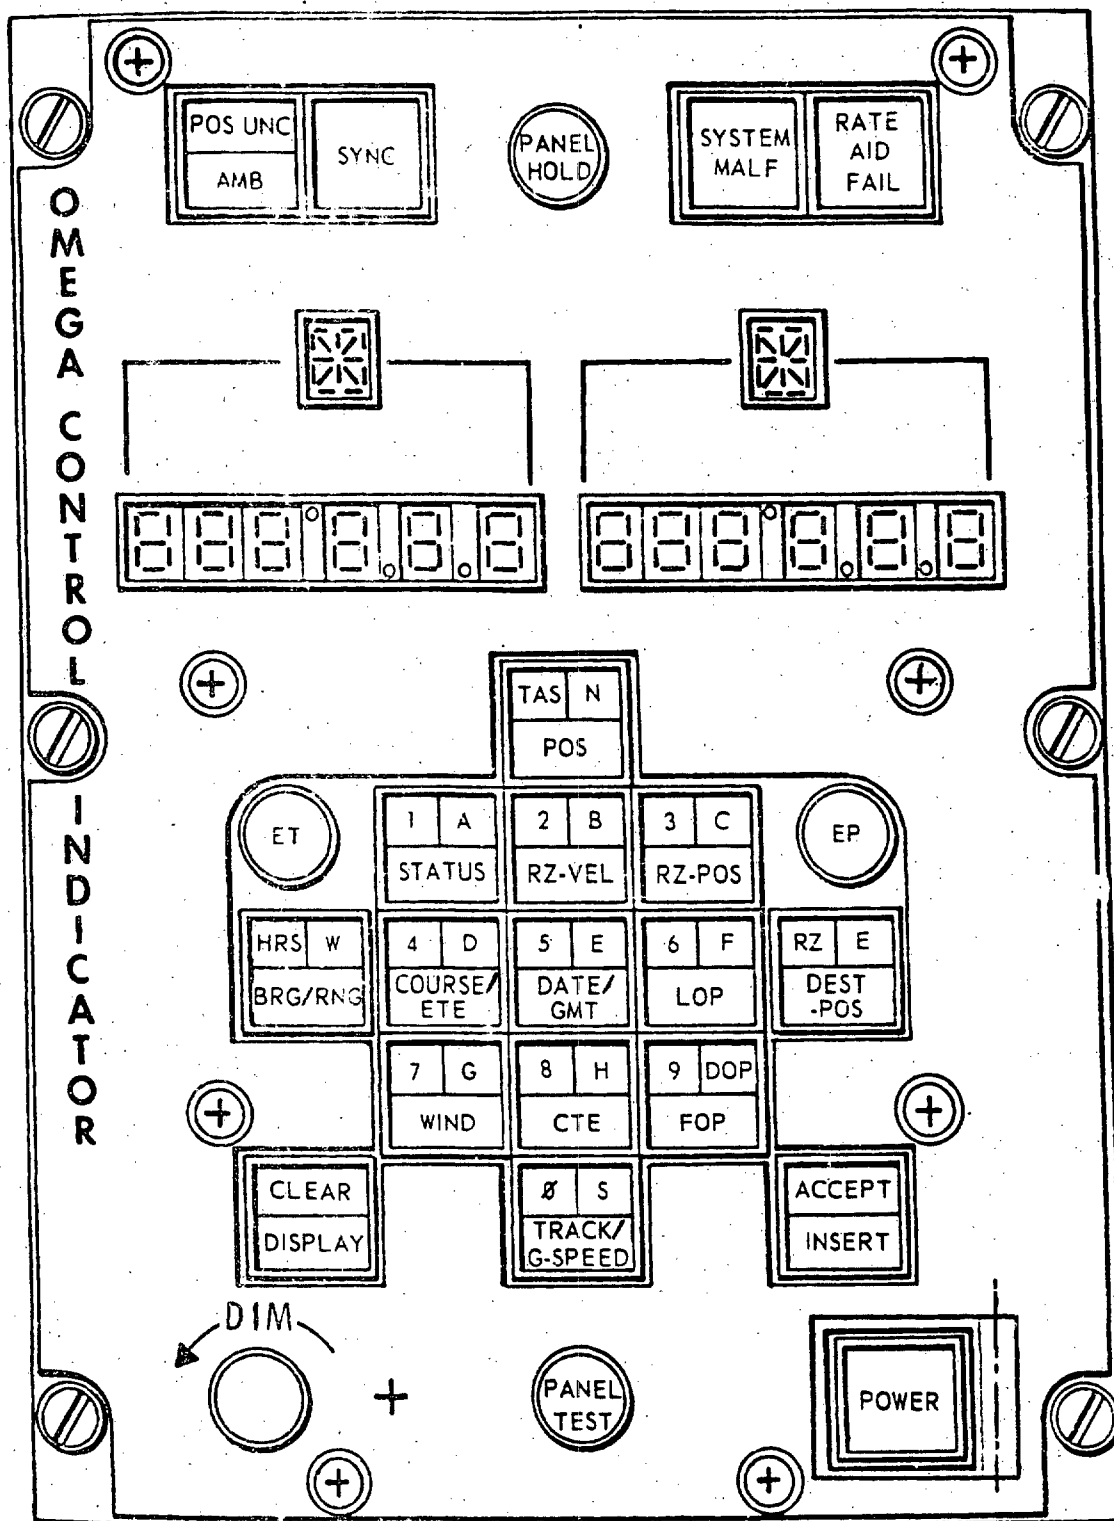 POS UNC
AMB
SYNC
PANEL
HOLD
SYSTEM
MALF
RATE
AID
FAIL
OMEGA CONTROL INDICATOR
TAS N
POS
ET
1 A
STATUS
2 B
RZ-VEL
3 C
RZ-POS
EP
HRS W
BRG/RNG
4 D
COURSE/
ETE
5 E
DATE/
GMT
6 F
LOP
RZ E
DEST
-POS
7 G
WIND
8 H
CTE
9 DOP
FOP
CLEAR
DISPLAY
Ø S
TRACK/
G-SPEED
ACCEPT
INSERT
DIM
PANEL
TEST
POWER